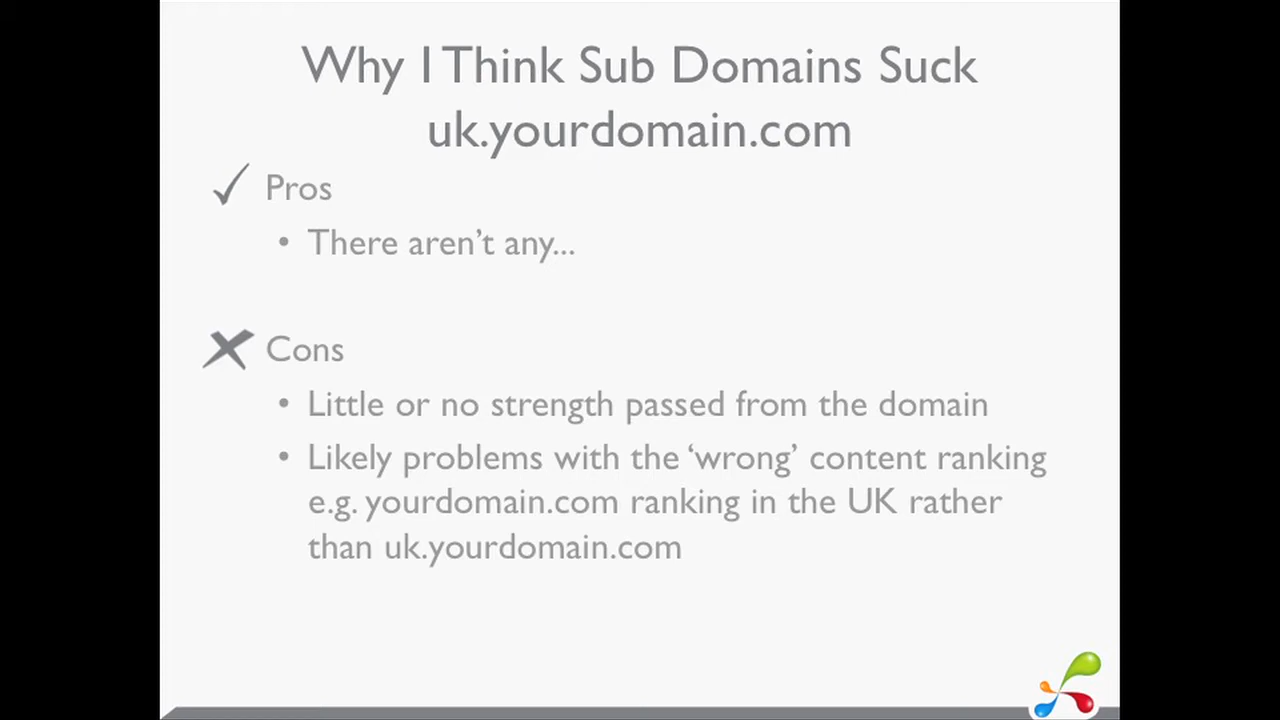 Why I Think Sub Domains Suck
uk.yourdomain.com
Pros
• There aren’t any...
Cons
• Little or no strength passed from the domain
• Likely problems with the ‘wrong’ content ranking
e.g. yourdomain.com ranking in the UK rather
than uk.yourdomain.com